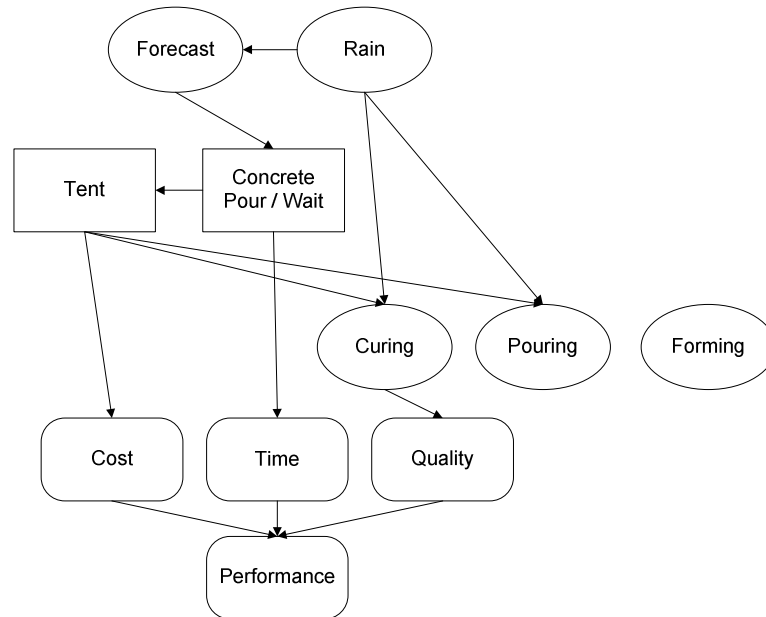 Forecast
Rain
Tent
Concrete
Pour / Wait
Curing
Pouring
Forming
Cost
Time
Quality
Performance